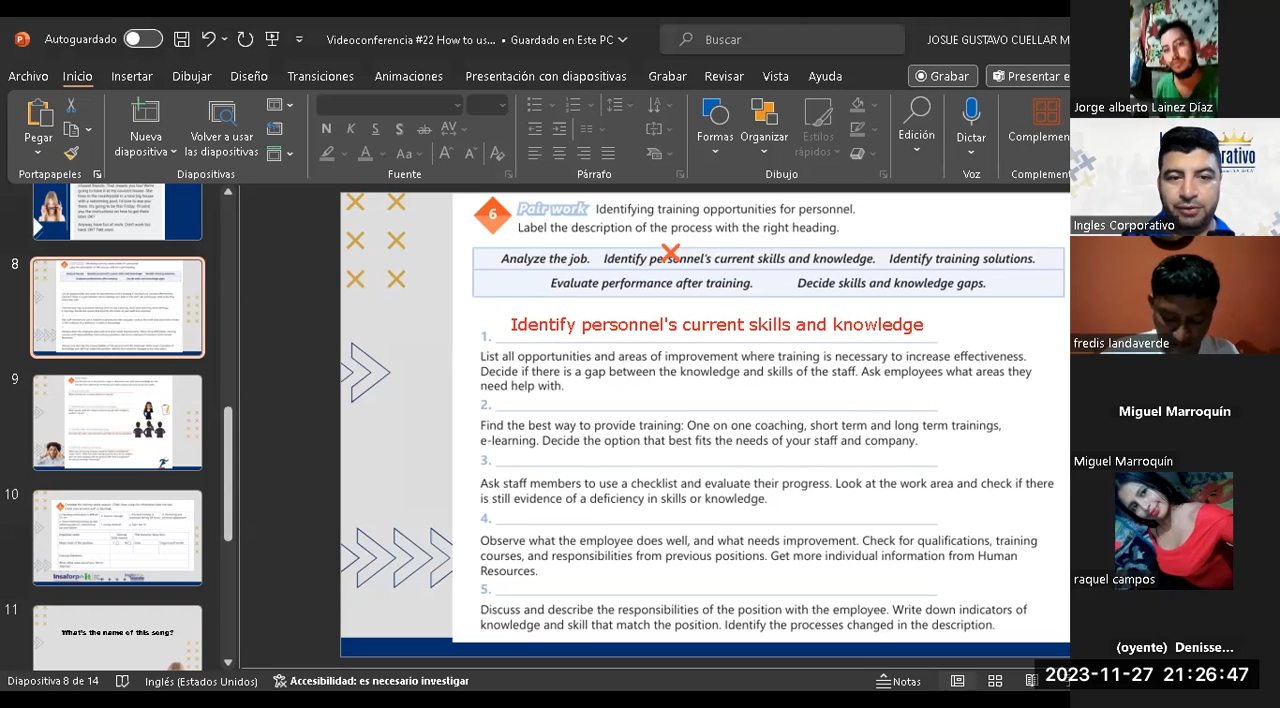 Autoguardado
Videoconferencia #22 How to us... • Guardado en Este PC
Buscar
JOSUE GUSTAVO CUELLAR M
Archivo Inicio Insertar Dibujar Diseño Transiciones Animaciones Presentación con diapositivas Grabar Revisar Vista Ayuda
Grabar
Presentar e
Pegar
Nueva diapositiva
Volver a usar las diapositivas
Formas
Organizar
Estilos rápidos
Edición
Dictar
Complemen
Portapapeles
Diapositivas
Fuente
Párrafo
Dibujo
Voz
Complemen
8
9
10
11
What's the name of this song?
6 Pairwork Identifying training opportunities for personnel.
Label the description of the process with the right heading.
Analyze the job. Identify personnel's current skills and knowledge. Identify training solutions.
Evaluate performance after training. Detect skills and knowledge gaps.
personnel's current
1.
List all opportunities and areas of improvement where training is necessary to increase effectiveness.
Decide if there is a gap between the knowledge and skills of the staff. Ask employees what areas they
need help with.
2.
Find the best way to provide training: One on one coaching, short term and long term trainings,
e-learning. Decide the option that best fits the needs of your staff and company.
3.
Ask staff members to use a checklist and evaluate their progress. Look at the work area and check if there
is still evidence of a deficiency in skills or knowledge.
4.
Observe what the employee does well, and what needs improvement. Check for qualifications, training
courses, and responsibilities from previous positions. Get more individual information from Human
Resources.
5.
Discuss and describe the responsibilities of the position with the employee. Write down indicators of
knowledge and skill that match the position. Identify the processes changed in the description.
Diapositiva 8 de 14
Inglés (Estados Unidos)
Accesibilidad: es necesario investigar
Notas
Jorge alberto Lainez Díaz
Ingles Corporativo
fredis landaverde
Miguel Marroquín
Miguel Marroquín
raquel campos
(oyente) Denisse...
2023-11-27 21:26:47